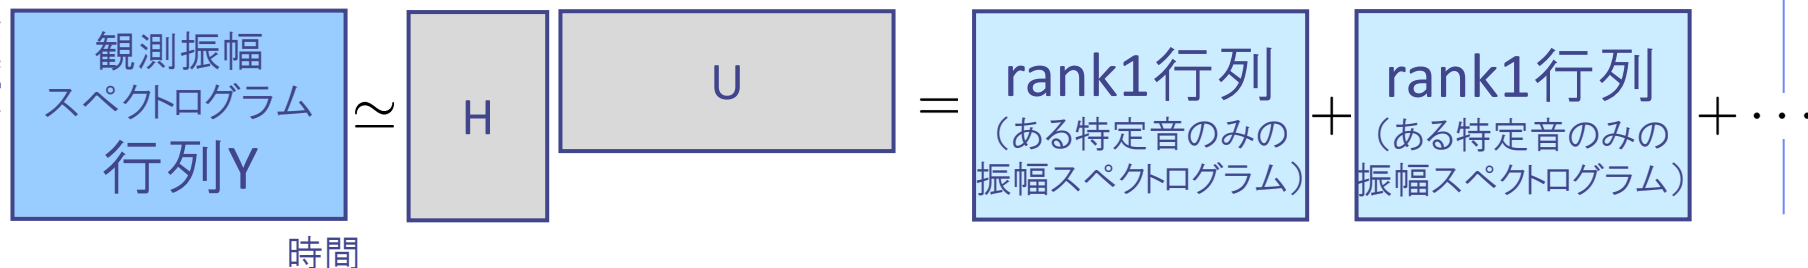 観測振幅
スペクトログラム
行列Y
≃
H
U
=
rank1行列
(ある特定音のみの
振幅スペクトログラム)
+
rank1行列
(ある特定音のみの
振幅スペクトログラム)
+ ・・・
時間